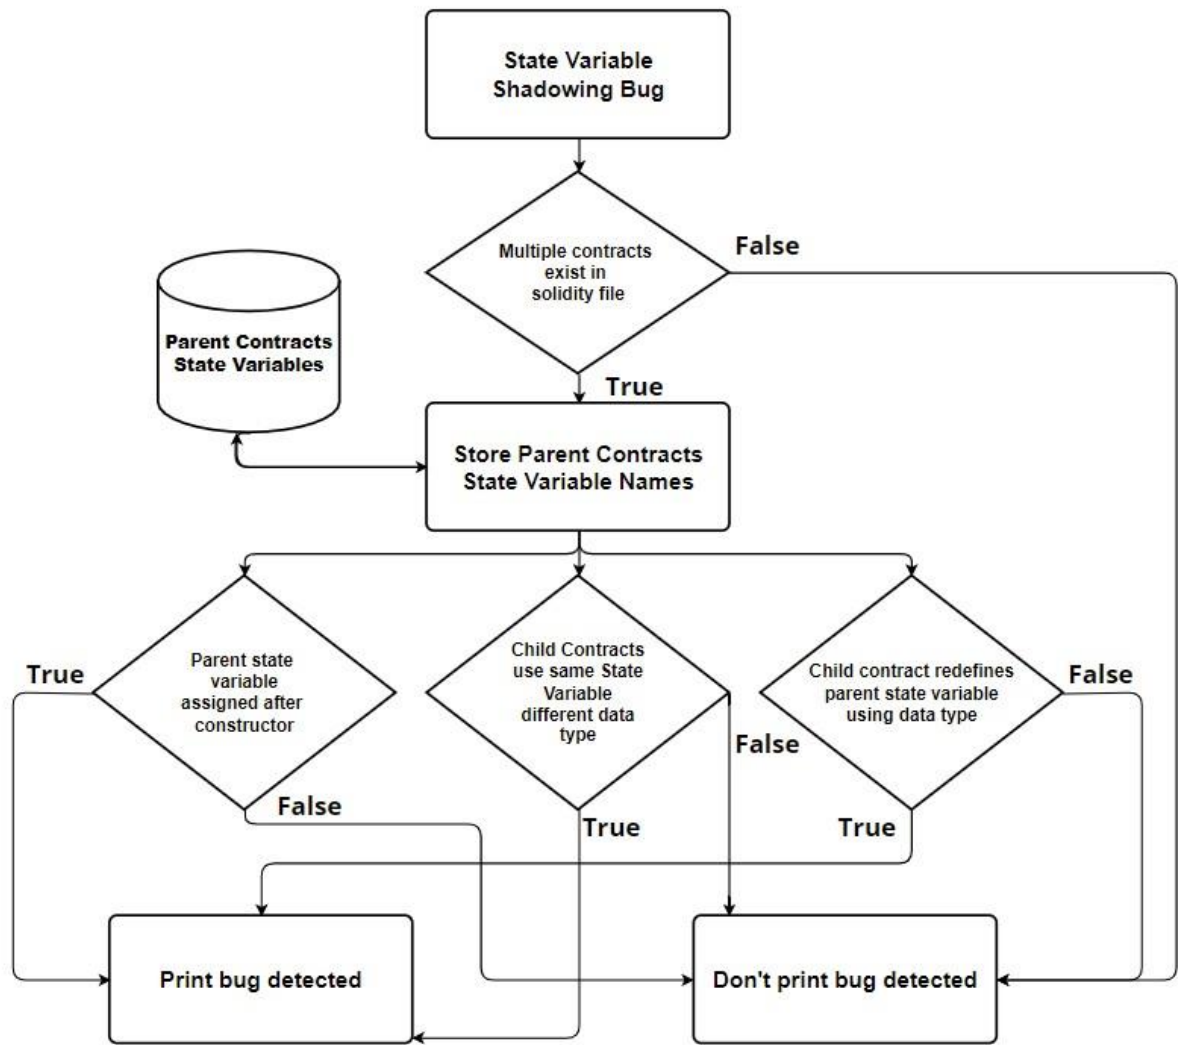 State Variable
Shadowing Bug
False
Multiple contracts
exist in
solidity file
Parent Contracts
State Variables
True
Store Parent Contracts
State Variable Names
True
Parent state
variable
assigned after
constructor
Child Contracts
use same State
Variable
different data
type
Child contract redefines
parent state variable
using data type
False
False
False
True
True
Print bug detected
Don't print bug detected